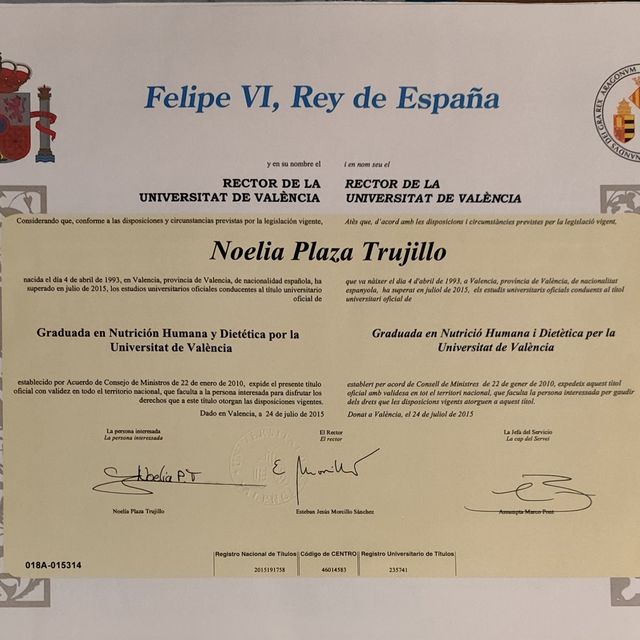 Felipe VI, Rey de España
y en su nombre el
RECTOR DE LA
UNIVERSITAT DE VALÈNCIA
i en nom seu el
RECTOR DE LA
UNIVERSITAT DE VALÈNCIA
Considerando que, conforme a las disposiciones y circunstancias previstas por la legislación vigente,
Atès que, d'acord amb les disposicions i circumstàncies previstes per la legislació vigent,
Noelia Plaza Trujillo
nacida el día 4 de abril de 1993, en Valencia, provincia de Valencia, de nacionalidad española, ha
superado en julio de 2015, los estudios universitarios oficiales conducentes al título universitario
oficial de
que va nàixer el dia 4 d'abril de 1993, a Valencia, província de València, de nacionalitat
espanyola, ha superat en juliol de 2015, els estudis universitaris oficials conduents al títol
universitari oficial de
Graduada en Nutrición Humana y Dietética por la
Universitat de València
Graduada en Nutrició Humana i Dietètica per la
Universitat de València
establecido por Acuerdo de Consejo de Ministros de 22 de enero de 2010, expide el presente título
oficial con validez en todo el territorio nacional, que faculta a la persona interesada para disfrutar los
derechos que a este título otorgan las disposiciones vigentes.
Dado en Valencia, a 24 de julio de 2015
establert per acord de Consell de Ministres de 22 de gener de 2010, expedeix aquest títol
oficial amb validesa en tot el territori nacional, que faculta la persona interessada per gaudir
dels drets que les disposicions vigents atorguen a aquest títol.
Donat a València, el 24 de juliol de 2015
La persona interesada
La persona interessada
El Rector
El rector
La Jefa del Servicio
La cap del Servei
Noelia P.T
E Morcillo
Noelia Plaza Trujillo
Esteban Jesús Morcillo Sánchez
Assumpta Marco Pont
018A-015314
Registro Nacional de Títulos
Código de CENTRO
Registro Universitario de Títulos
2015191758
46014583
235741